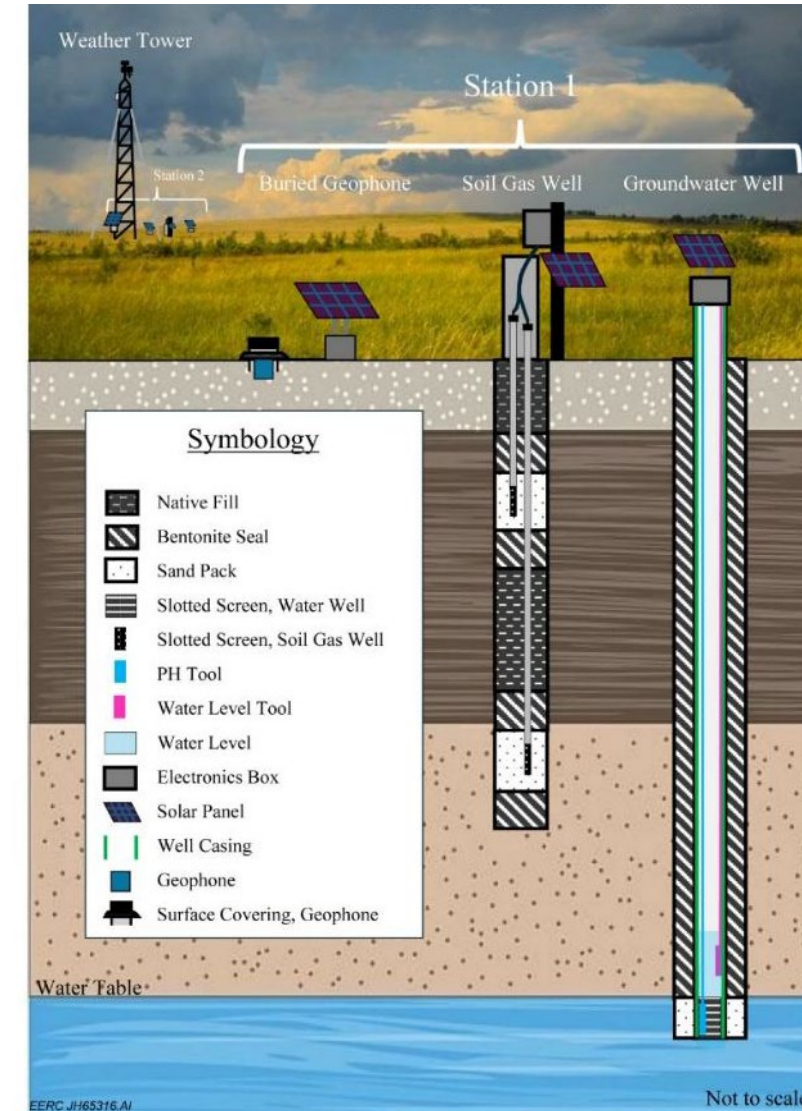 Weather Tower
Station 1
Station 2
Buried Geophone
Soil Gas Well
Groundwater Well
Symbology
Native Fill
Bentonite Seal
Sand Pack
Slotted Screen, Water Well
Slotted Screen, Soil Gas Well
PH Tool
Water Level Tool
Water Level
Electronics Box
Solar Panel
Well Casing
Geophone
Surface Covering, Geophone
Water Table
EERC JH65316.AI
Not to scale